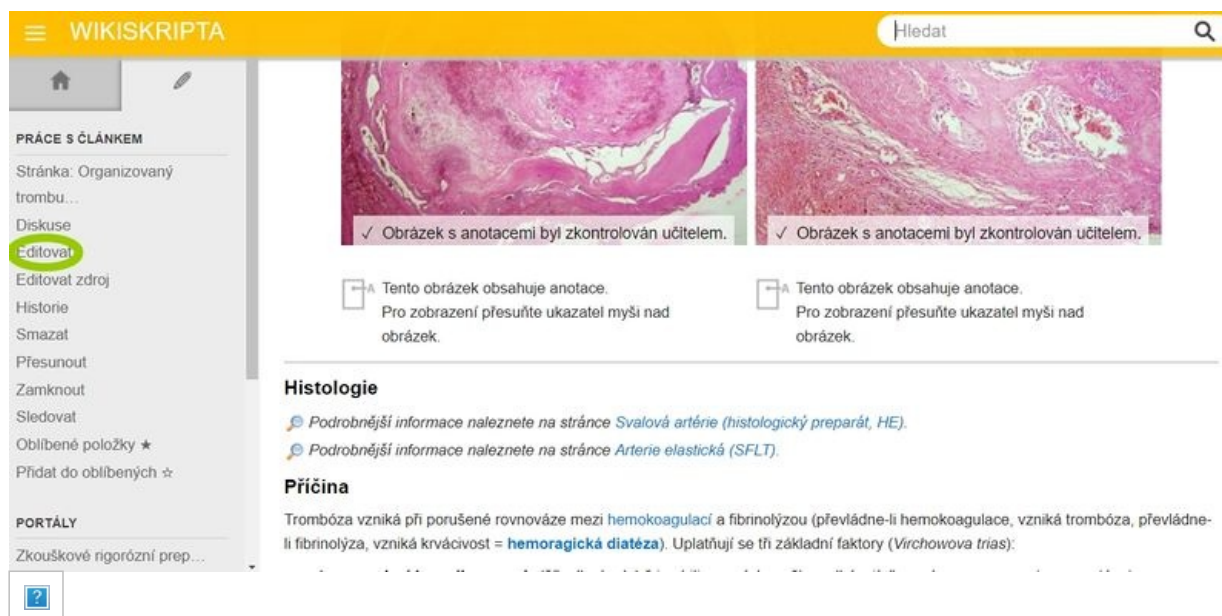 WIKISKRIPTA
Hledat
PRÁCE S ČLÁNKEM
Stránka: Organizovaný
trombu…
Diskuse
Editovat
Editovat zdroj
Historie
Smazat
Přesunout
Zamknout
Sledovat
Oblíbené položky ★
Přidat do oblíbených ☆
PORTÁLY
Zkouškové rigorózní prep…
✓ Obrázek s anotacemi byl zkontrolován učitelem.
✓ Obrázek s anotacemi byl zkontrolován učitelem.
A Tento obrázek obsahuje anotace.
Pro zobrazení přesuňte ukazatel myši nad
obrázek.
A Tento obrázek obsahuje anotace.
Pro zobrazení přesuňte ukazatel myši nad
obrázek.
Histologie
Podrobnější informace naleznete na stránce Svalová artérie (histologický preparát, HE).
Podrobnější informace naleznete na stránce Arterie elastická (SFLT).
Příčina
Trombóza vzniká při porušené rovnováze mezi hemokoagulací a fibrinolýzou (převládne-li hemokoagulace, vzniká trombóza, převládne-
li fibrinolýza, vzniká krvácivost = hemoragická diatéza). Uplatňují se tři základní faktory (Virchowova trias):
?